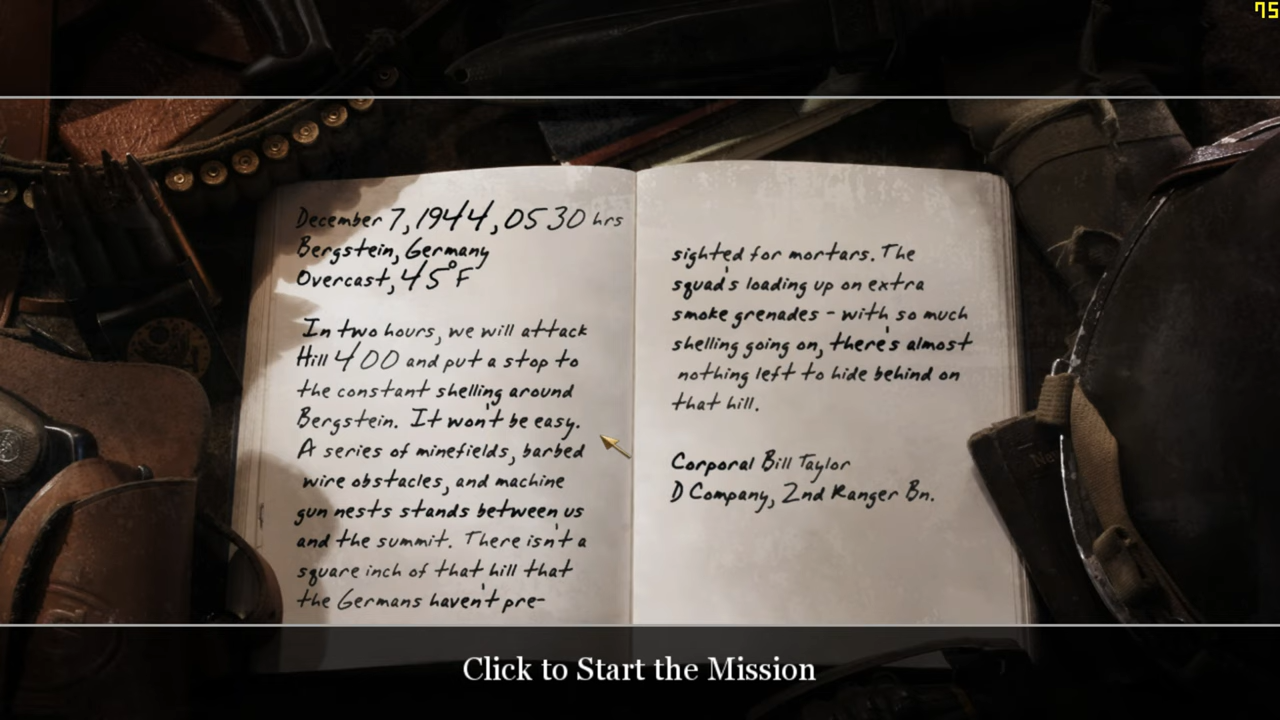 75
December 7, 1944, 0530 hrs
Bergstein, Germany
Overcast, 45°F
In two hours, we will attack
Hill 400 and put a stop to
the constant shelling around
Bergstein. It won't be easy.
A series of minefields, barbed
wire obstacles, and machine
gun nests stands between us
and the summit. There isn't a
square inch of that hill that
the Germans haven't pre-
sighted for mortars. The
squad's loading up on extra
smoke grenades - with so much
shelling going on, there's almost
nothing left to hide behind on
that hill.
Corporal Bill Taylor
D Company, 2nd Ranger Bn.
Click to Start the Mission